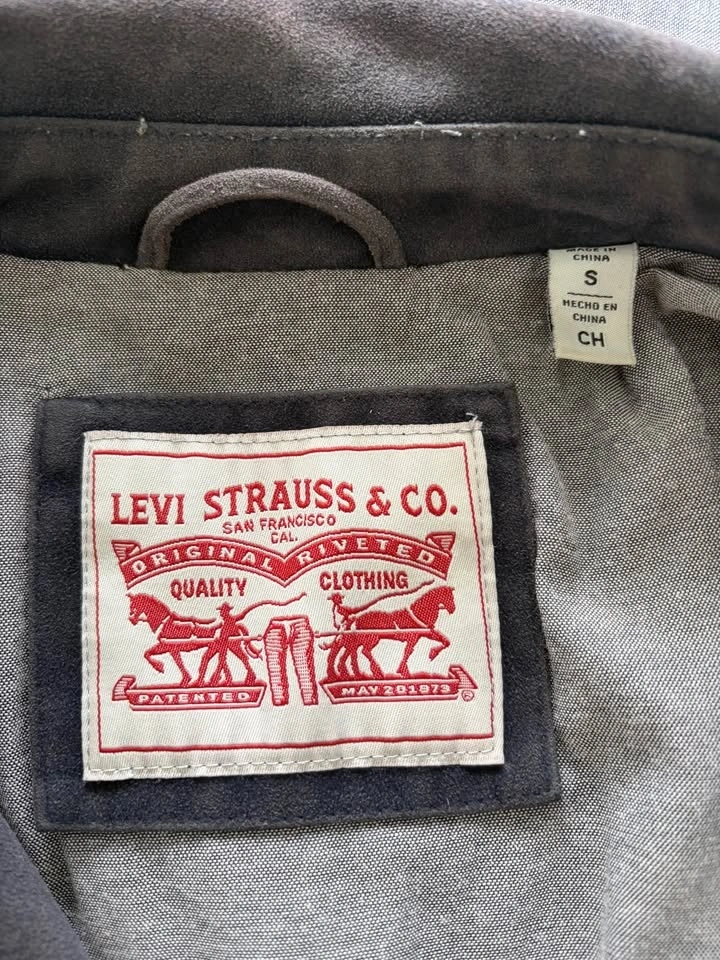 MADE IN
CHINA
S
HECHO EN
CHINA
CH
LEVI STRAUSS & CO.
SAN FRANCISCO
CAL.
ORIGINAL RIVETED
QUALITY CLOTHING
PATENTED MAY 20 1873 ®